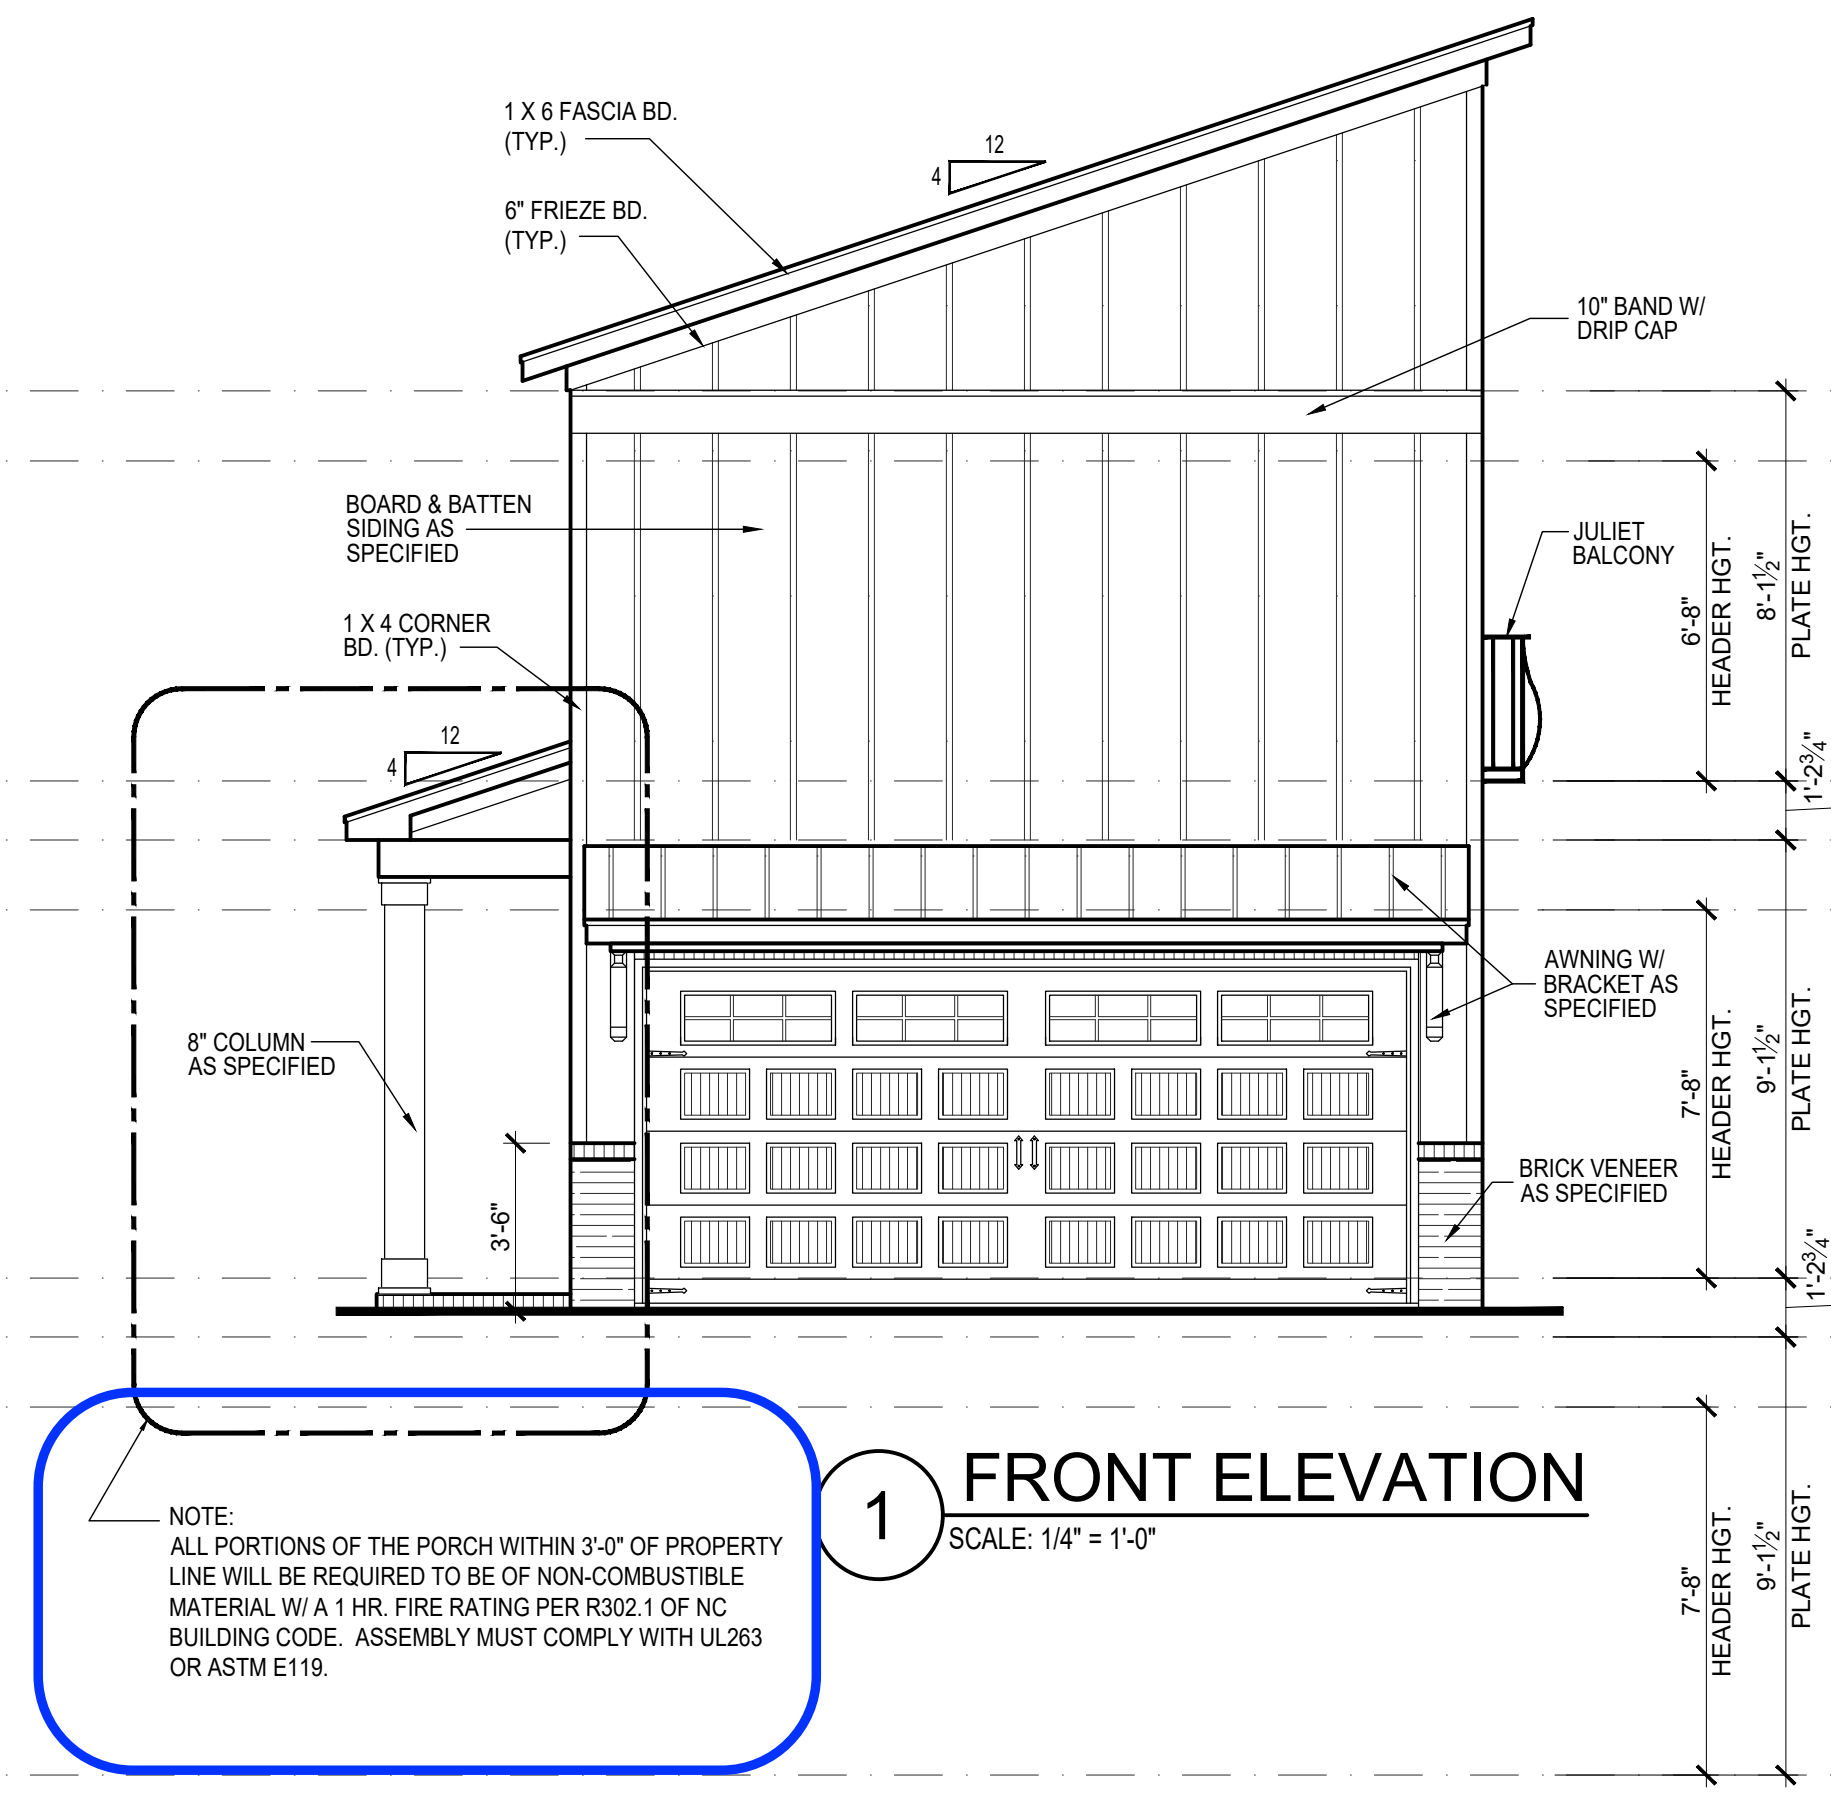 1 X 6 FASCIA BD.
(TYP.)
12
4
6" FRIEZE BD.
(TYP.)
10" BAND W/
DRIP CAP
BOARD & BATTEN
SIDING AS
SPECIFIED
JULIET
BALCONY
6'-8"
HEADER HGT.
8'-1½"
PLATE HGT.
1 X 4 CORNER
BD. (TYP.)
12
4
1'-2¾"
8" COLUMN
AS SPECIFIED
AWNING W/
BRACKET AS
SPECIFIED
7'-8"
HEADER HGT.
9'-1½"
PLATE HGT.
3'-6"
BRICK VENEER
AS SPECIFIED
1'-2¾"
NOTE:
ALL PORTIONS OF THE PORCH WITHIN 3'-0" OF PROPERTY
LINE WILL BE REQUIRED TO BE OF NON-COMBUSTIBLE
MATERIAL W/ A 1 HR. FIRE RATING PER R302.1 OF NC
BUILDING CODE.  ASSEMBLY MUST COMPLY WITH UL263
OR ASTM E119.
1
FRONT ELEVATION
SCALE: 1/4" = 1'-0"
7'-8"
HEADER HGT.
9'-1½"
PLATE HGT.